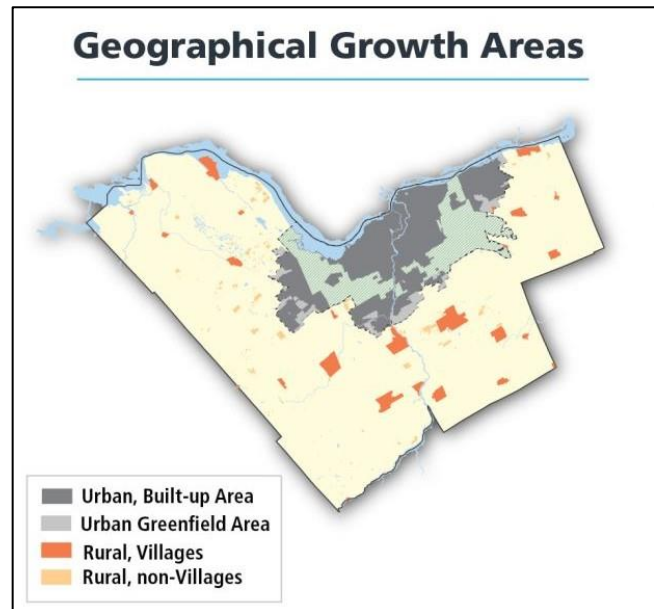 Geographical Growth Areas
Urban, Built-up Area
Urban Greenfield Area
Rural, Villages
Rural, non-Villages